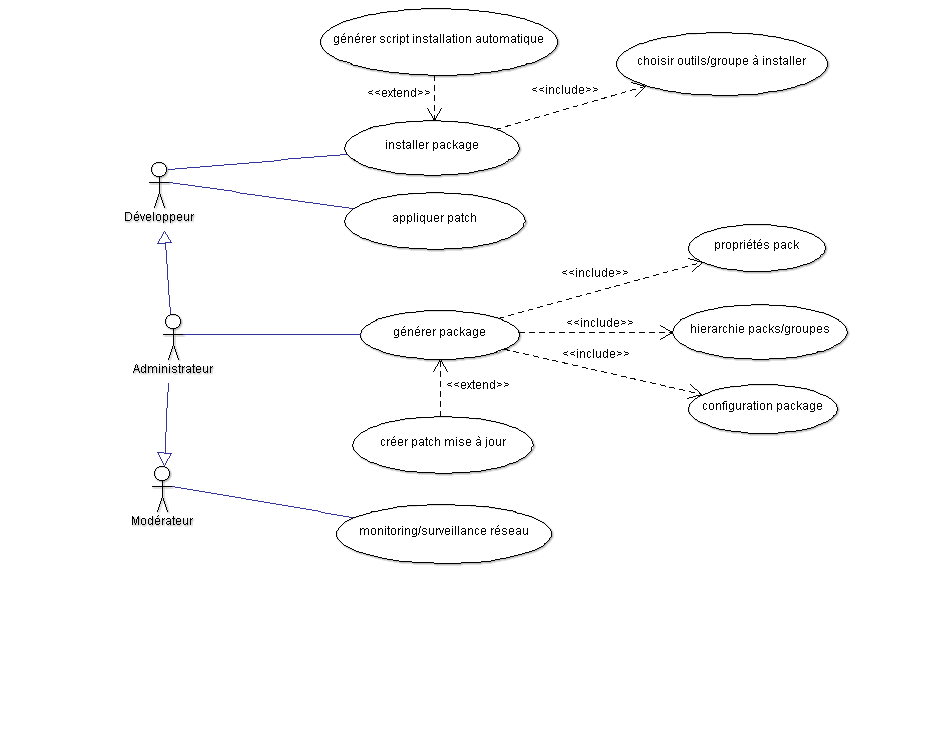 générer script installation automatique
choisir outils/groupe à installer
<<extend>>
<<include>>
installer package
Développeur
appliquer patch
propriétés pack
<<include>>
générer package
<<include>>
hierarchie packs/groupes
<<include>>
Administrateur
<<extend>>
configuration package
créer patch mise à jour
Modérateur
monitoring/surveillance réseau